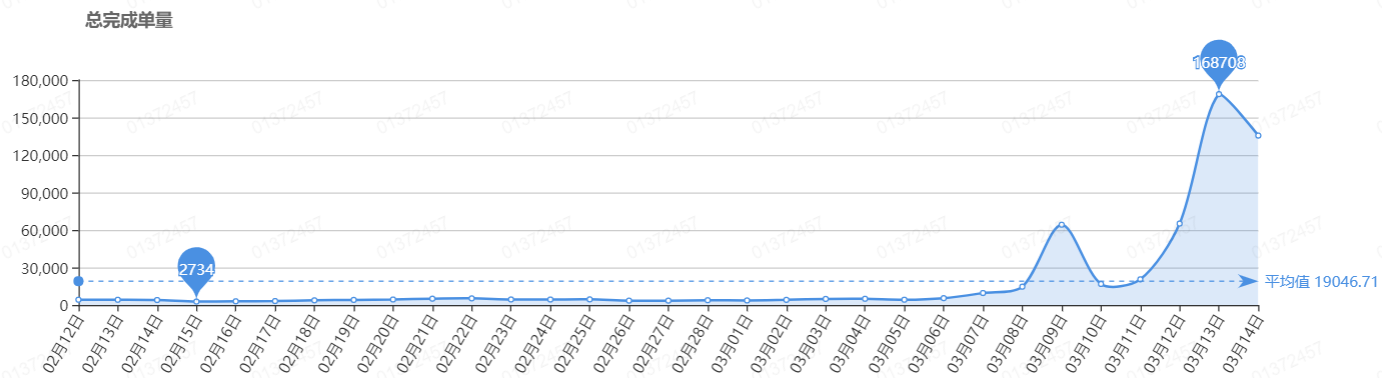 总完成单量
168708
180,000
150,000
120,000
90,000
60,000
30,000
0
2734
平均值 19046.71
02月12日
02月13日
02月14日
02月15日
02月16日
02月17日
02月18日
02月19日
02月20日
02月21日
02月22日
02月23日
02月24日
02月25日
02月26日
02月27日
02月28日
03月01日
03月02日
03月03日
03月04日
03月05日
03月06日
03月07日
03月08日
03月09日
03月10日
03月11日
03月12日
03月13日
03月14日
01372457